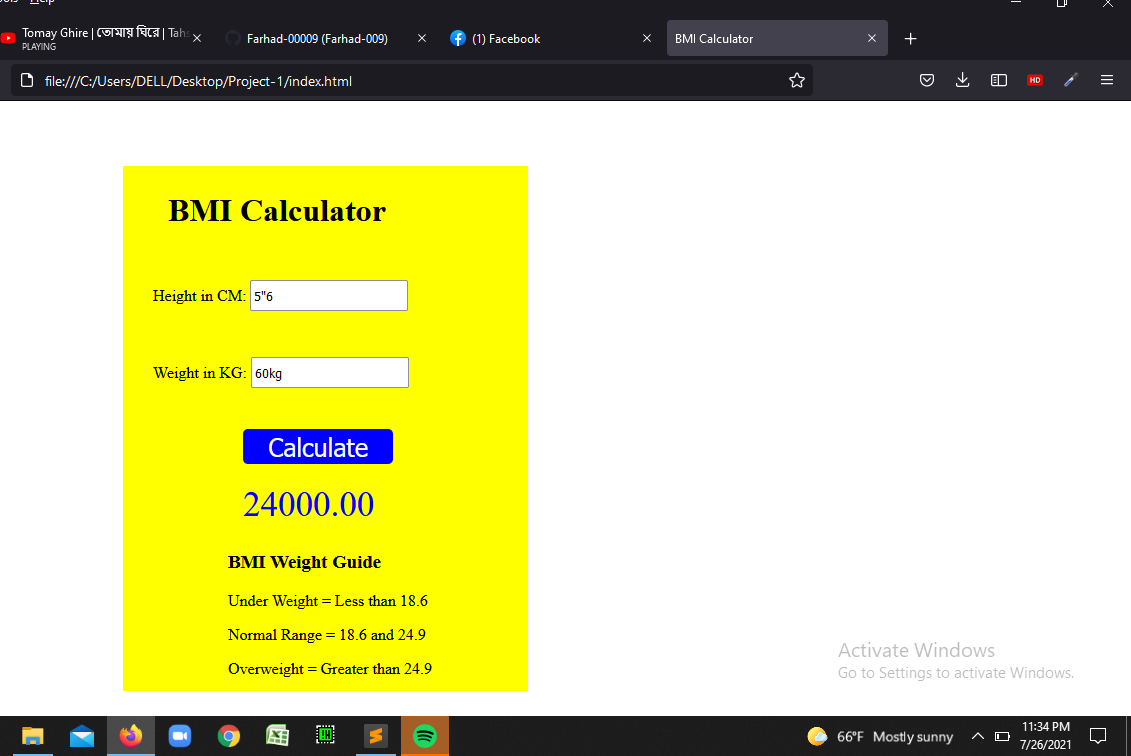 Help
Tomay Ghire | তোমায় ঘিরে | Tahs
PLAYING
Farhad-00009 (Farhad-009)
(1) Facebook
BMI Calculator
file:///C:/Users/DELL/Desktop/Project-1/index.html
HD
BMI Calculator
Height in CM: 5"6
Weight in KG: 60kg
Calculate
24000.00
BMI Weight Guide
Under Weight = Less than 18.6
Normal Range = 18.6 and 24.9
Overweight = Greater than 24.9
Activate Windows
Go to Settings to activate Windows.
66°F Mostly sunny
11:34 PM
7/26/2021